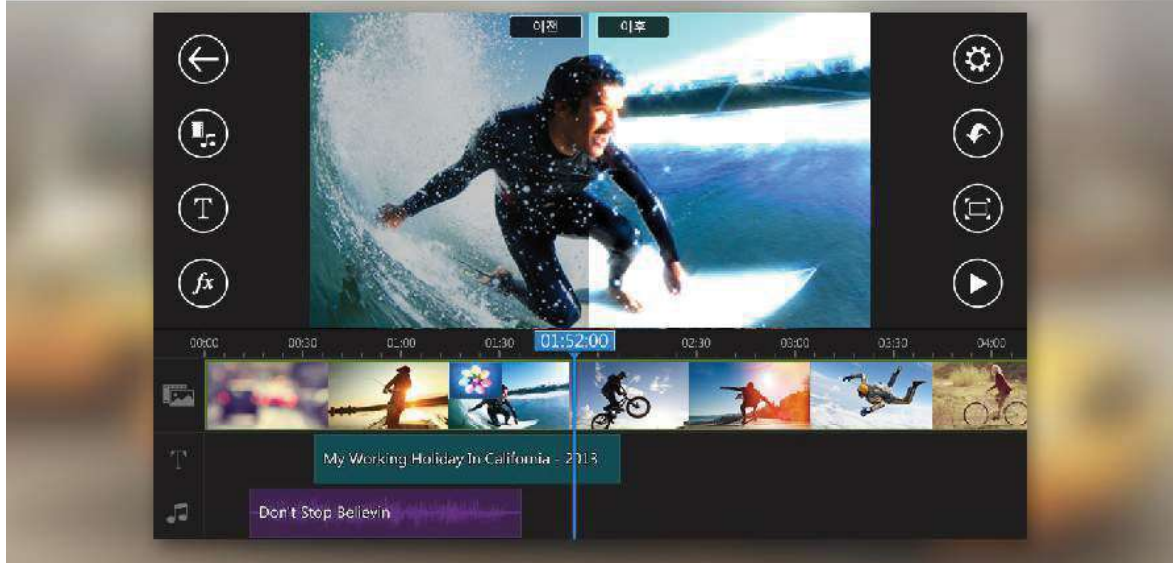 이전 이후
T
fx
00:00 00:30 01:00 01:30 01:52:00 02:30 03:00 03:30 04:00
T
My Working Holiday In California - 2013
Don't Stop Believin